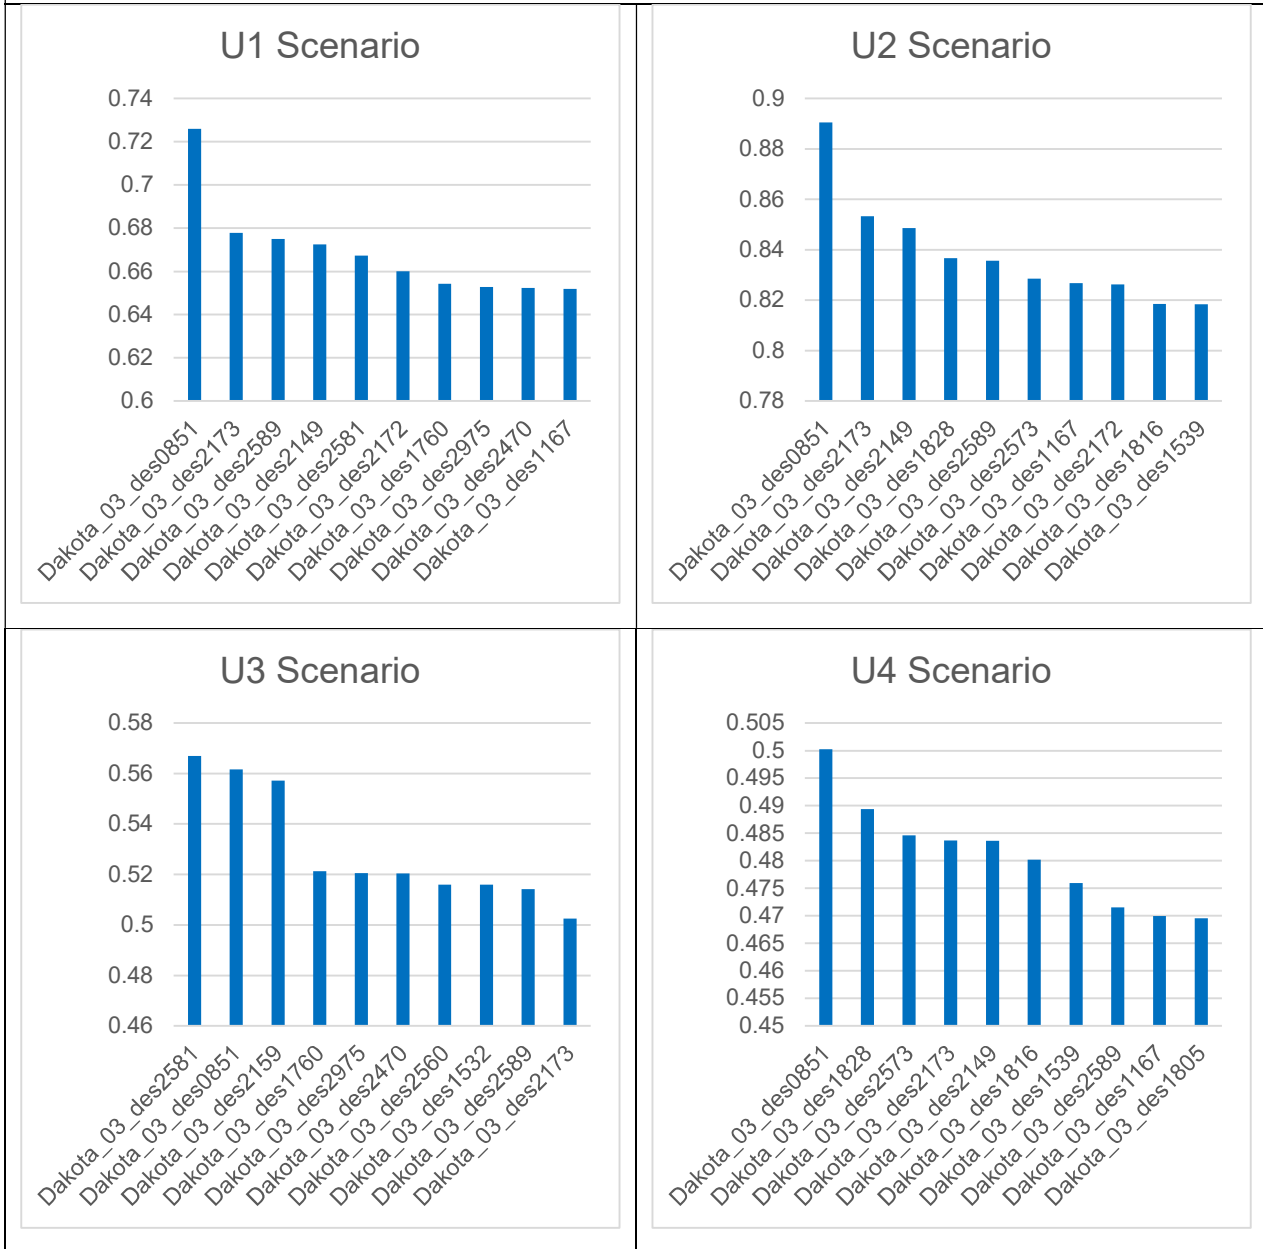 U1 Scenario
0.74
0.72
0.7
0.68
0.66
0.64
0.62
0.6
Dakota_03_des0851
Dakota_03_des2173
Dakota_03_des2589
Dakota_03_des2149
Dakota_03_des2581
Dakota_03_des2172
Dakota_03_des1760
Dakota_03_des2975
Dakota_03_des2470
Dakota_03_des1167
U2 Scenario
0.9
0.88
0.86
0.84
0.82
0.8
0.78
Dakota_03_des0851
Dakota_03_des2173
Dakota_03_des2149
Dakota_03_des1828
Dakota_03_des2589
Dakota_03_des2573
Dakota_03_des1167
Dakota_03_des2172
Dakota_03_des1816
Dakota_03_des1539
U3 Scenario
0.58
0.56
0.54
0.52
0.5
0.48
0.46
Dakota_03_des2581
Dakota_03_des0851
Dakota_03_des2159
Dakota_03_des1760
Dakota_03_des2975
Dakota_03_des2470
Dakota_03_des2560
Dakota_03_des1532
Dakota_03_des2589
Dakota_03_des2173
U4 Scenario
0.505
0.5
0.495
0.49
0.485
0.48
0.475
0.47
0.465
0.46
0.455
0.45
Dakota_03_des0851
Dakota_03_des1828
Dakota_03_des2573
Dakota_03_des2173
Dakota_03_des2149
Dakota_03_des1816
Dakota_03_des1539
Dakota_03_des2589
Dakota_03_des1167
Dakota_03_des1805